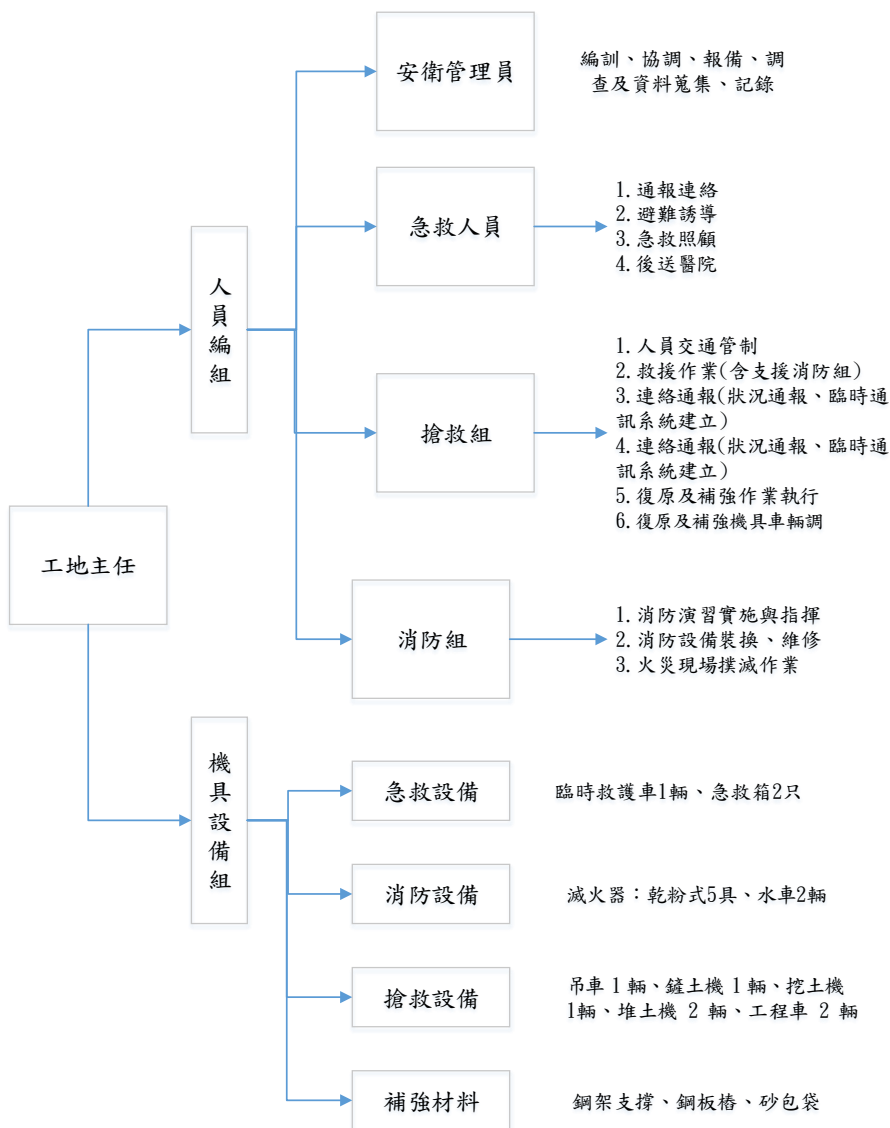 安衛管理員
編訓、協調、報備、調
查及資料蒐集、記錄
急救人員
1.通報連絡
2.避難誘導
3.急救照顧
4.後送醫院
人員編組
搶救組
1.人員交通管制
2.救援作業(含支援消防組)
3.連絡通報(狀況通報、臨時通
訊系統建立)
4.連絡通報(狀況通報、臨時通
訊系統建立)
5.復原及補強作業執行
6.復原及補強機具車輛調
工地主任
消防組
1.消防演習實施與指揮
2.消防設備裝換、維修
3.火災現場撲滅作業
機具設備組
急救設備
臨時救護車1輛、急救箱2只
消防設備
滅火器：乾粉式5具、水車2輛
搶救設備
吊車 1 輛、鏟土機 1 輛、挖土機
1輛、堆土機 2 輛、工程車 2 輛
補強材料
鋼架支撐、鋼板樁、砂包袋